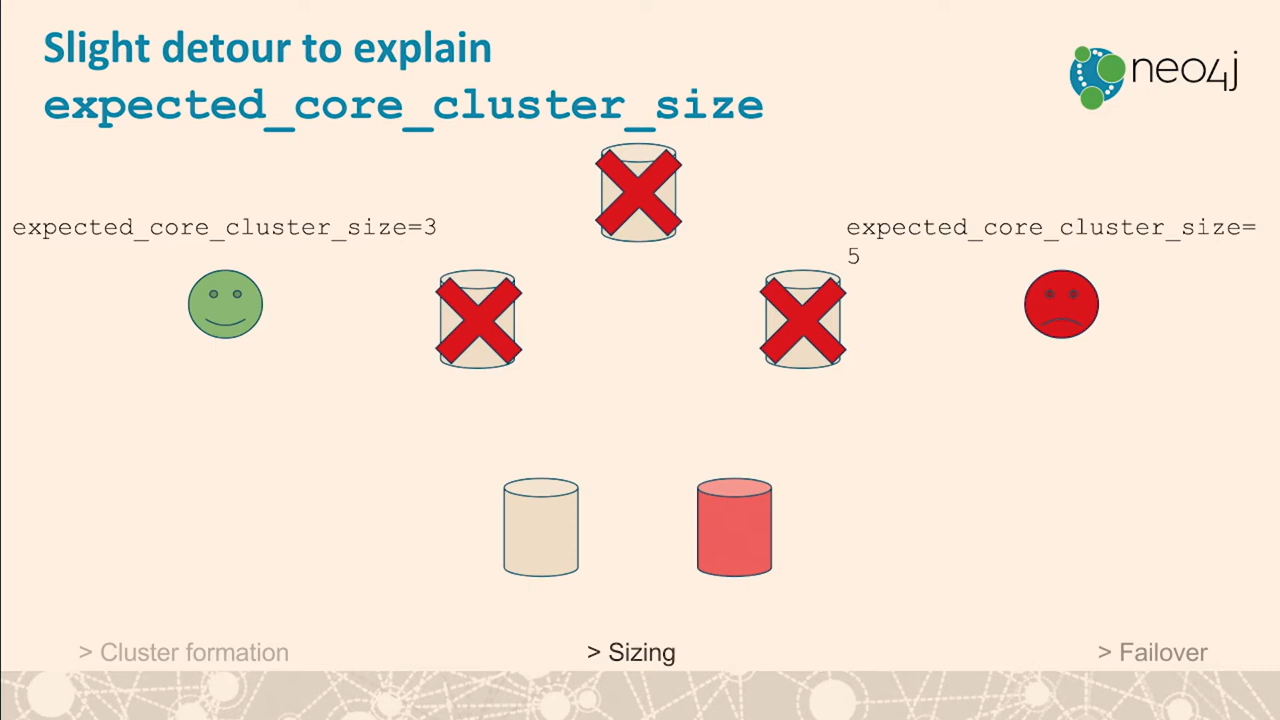 Slight detour to explain
expected_core_cluster_size
neo4j
expected_core_cluster_size=3
expected_core_cluster_size=
5
> Cluster formation
> Sizing
> Failover